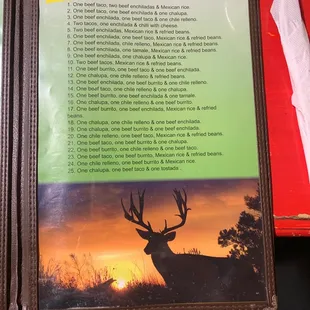 1. One beef taco, two beef enchiladas & Mexican rice
2. One beef taco, one beef enchilada & one chalupa.
3. One beef enchilada, one beef taco & one chile relleno.
4. Two tacos, one enchilada & chili with cheese.
5. Two beef enchiladas, Mexican rice & refried beans.
6. One beef enchilada, one beef taco, Mexican rice & refried beans.
7. One beef enchilada, chile relleno, Mexican rice & refried beans.
8. One beef enchilada, one tamale, Mexican rice & refried beans.
9. One beef enchilada, one chalupa & Mexican rice.
10. Two beef tacos, Mexican rice & refried beans.
11. One beef burrito, one beef taco & one beef enchilada.
12. One chalupa, one chile relleno & refried beans.
13. One beef enchilada, one beef burrito & one chile relleno.
14. One beef taco, one chile relleno & one chalupa.
15. One beef burrito, one beef enchilada & one tamale.
16. One chalupa, one chile relleno & one beef burrito.
17. One beef burrito, one beef enchilada, Mexican rice & refried
beans.
18. One chalupa, one chile relleno & one beef enchilada.
19. One chalupa, one beef burrito & one beef enchilada.
20. One beef burrito, one chile relleno & one beef taco.
21. One beef taco, one beef burrito & one chalupa.
22. One beef burrito, one chile relleno & one beef taco.
23. One beef taco, one beef burrito, Mexican rice & refried beans.
24. One chile relleno, one beef burrito & Mexican rice.
25. One chalupa, one beef taco & one tostada